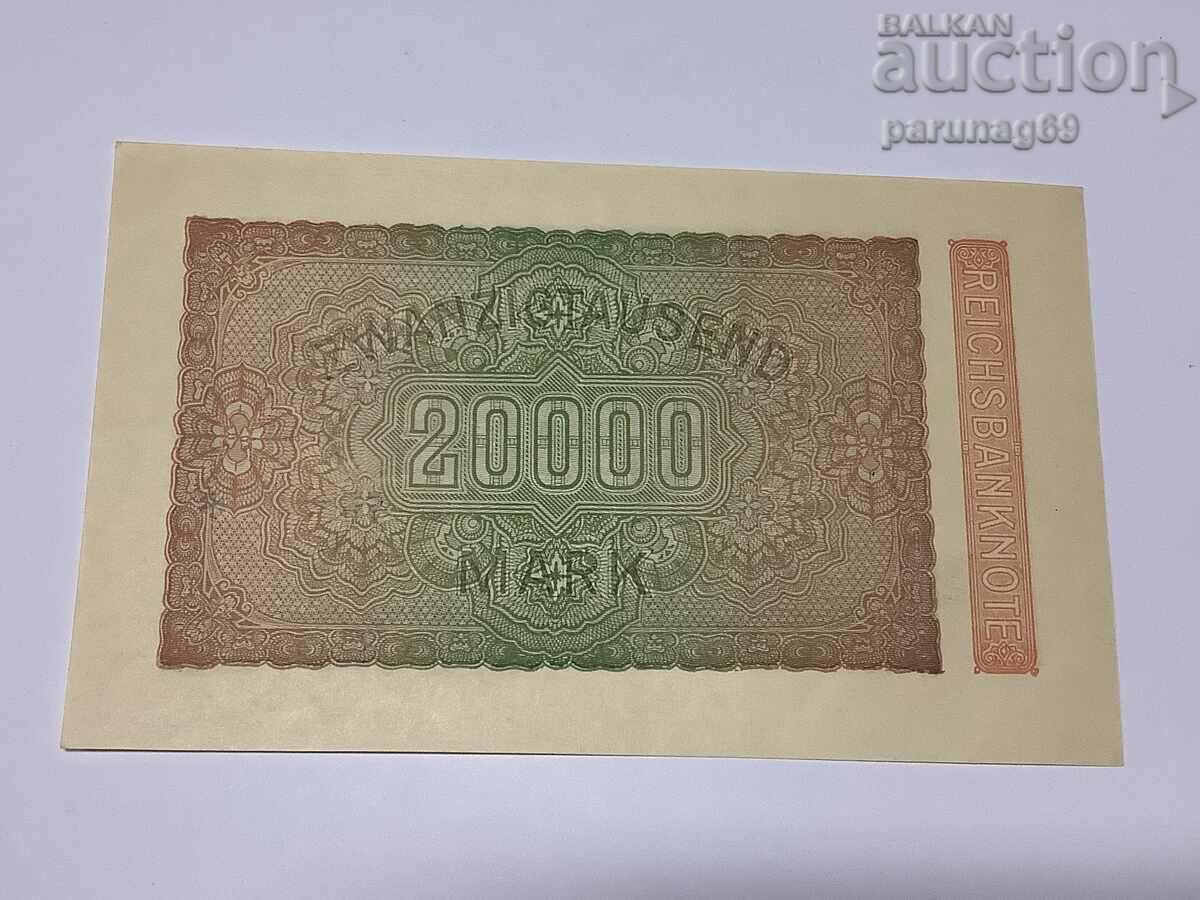 BALKAN
auction
parunag69
ZWANZIGTAUSEND
20000
MARK
REICHSBANKNOTE